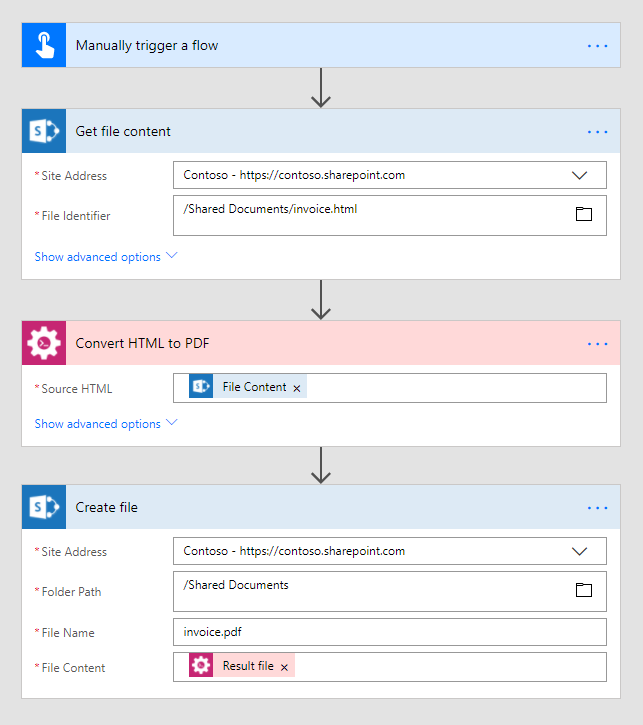 Manually trigger a flow
Get file content
*Site Address Contoso - https://contoso.sharepoint.com
*File Identifier /Shared Documents/invoice.html
Show advanced options
Convert HTML to PDF
*Source HTML File Content ×
Show advanced options
Create file
*Site Address Contoso - https://contoso.sharepoint.com
*Folder Path /Shared Documents
*File Name invoice.pdf
*File Content Result file ×